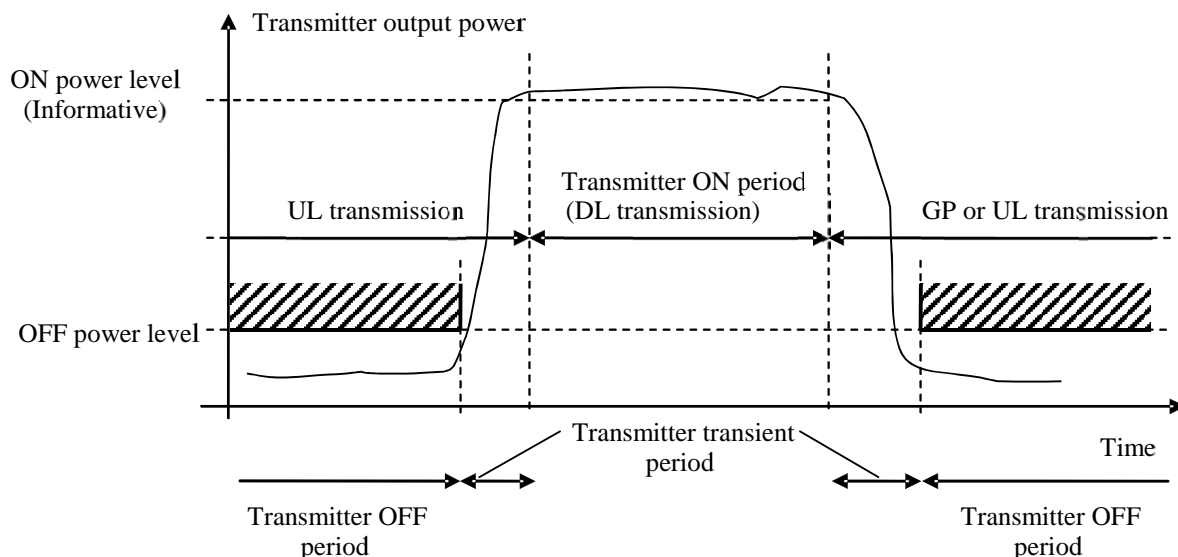 Transmitter output power
ON power level
(Informative)
Transmitter ON period
(DL transmission)
UL transmission
GP or UL transmission
OFF power level
Transmitter transient
period
Time
Transmitter OFF
period
Transmitter OFF
period